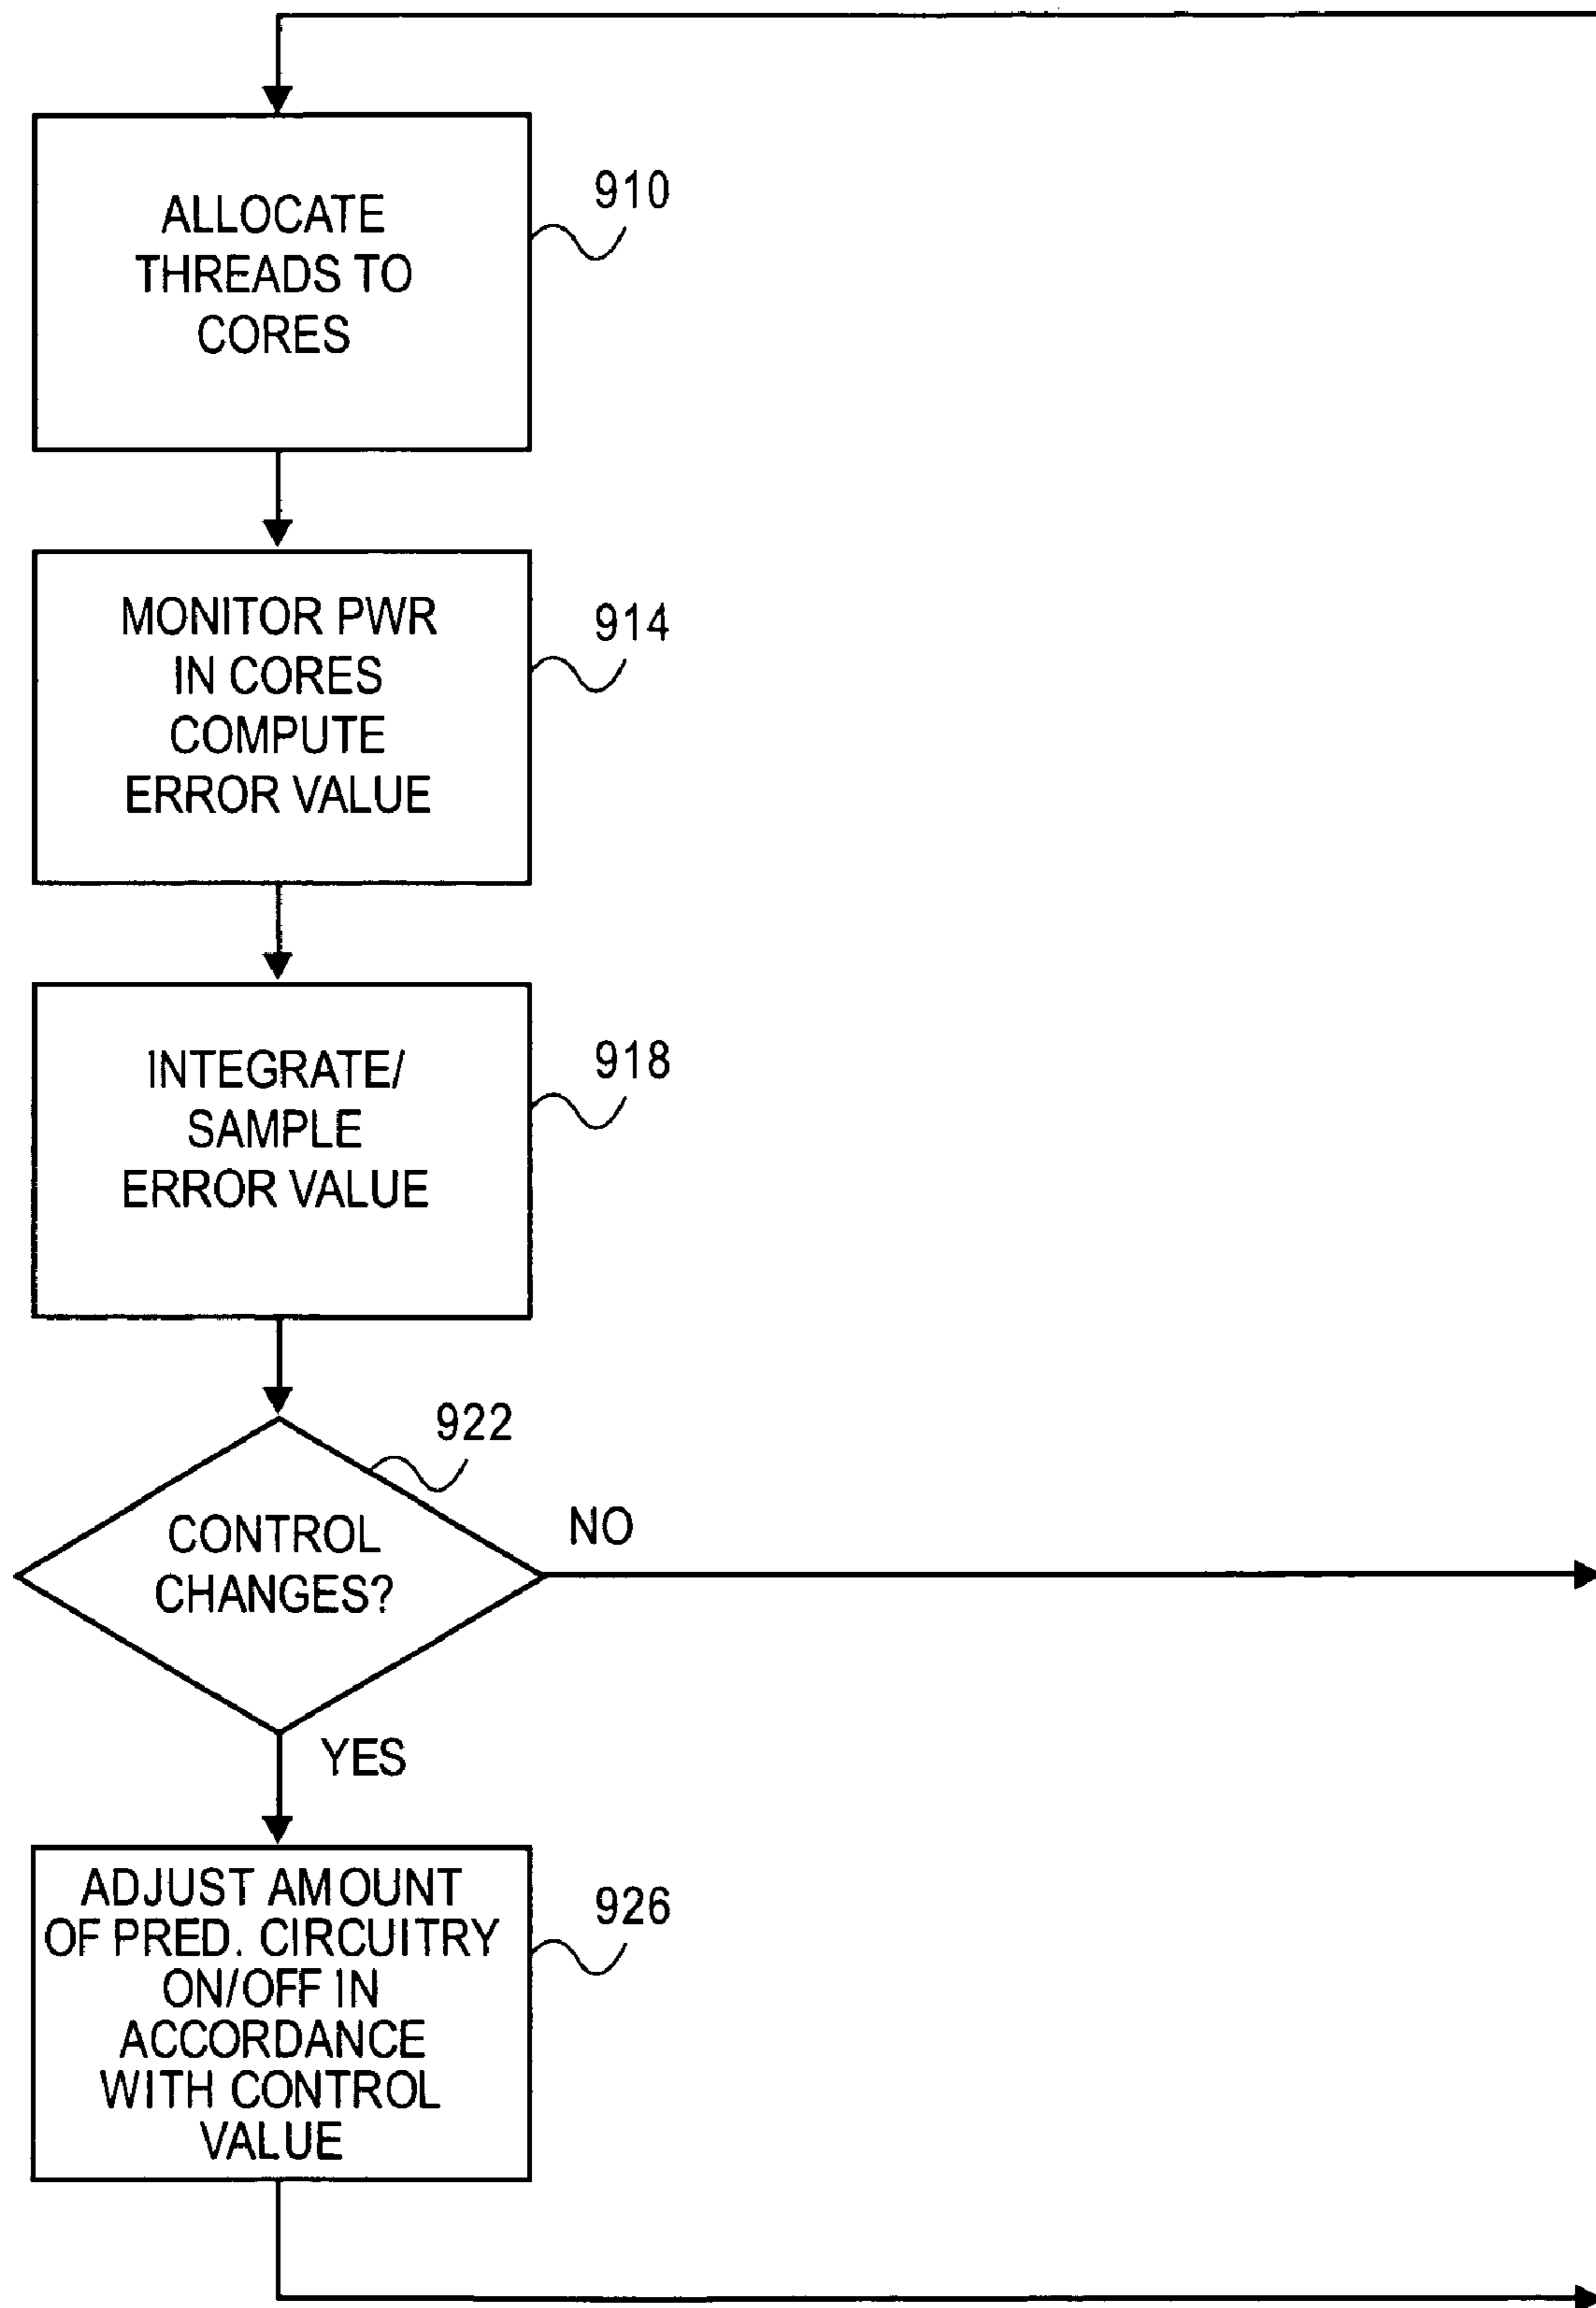 ALLOCATE
THREADS TO
CORES
910
MONITOR PWR
IN CORES
COMPUTE
ERROR VALUE
914
INTEGRATE/
SAMPLE
ERROR VALUE
918
922
CONTROL
CHANGES?
NO
YES
ADJUST AMOUNT
OF PRED. CIRCUITRY
ON/OFF IN
ACCORDANCE
WITH CONTROL
VALUE
926